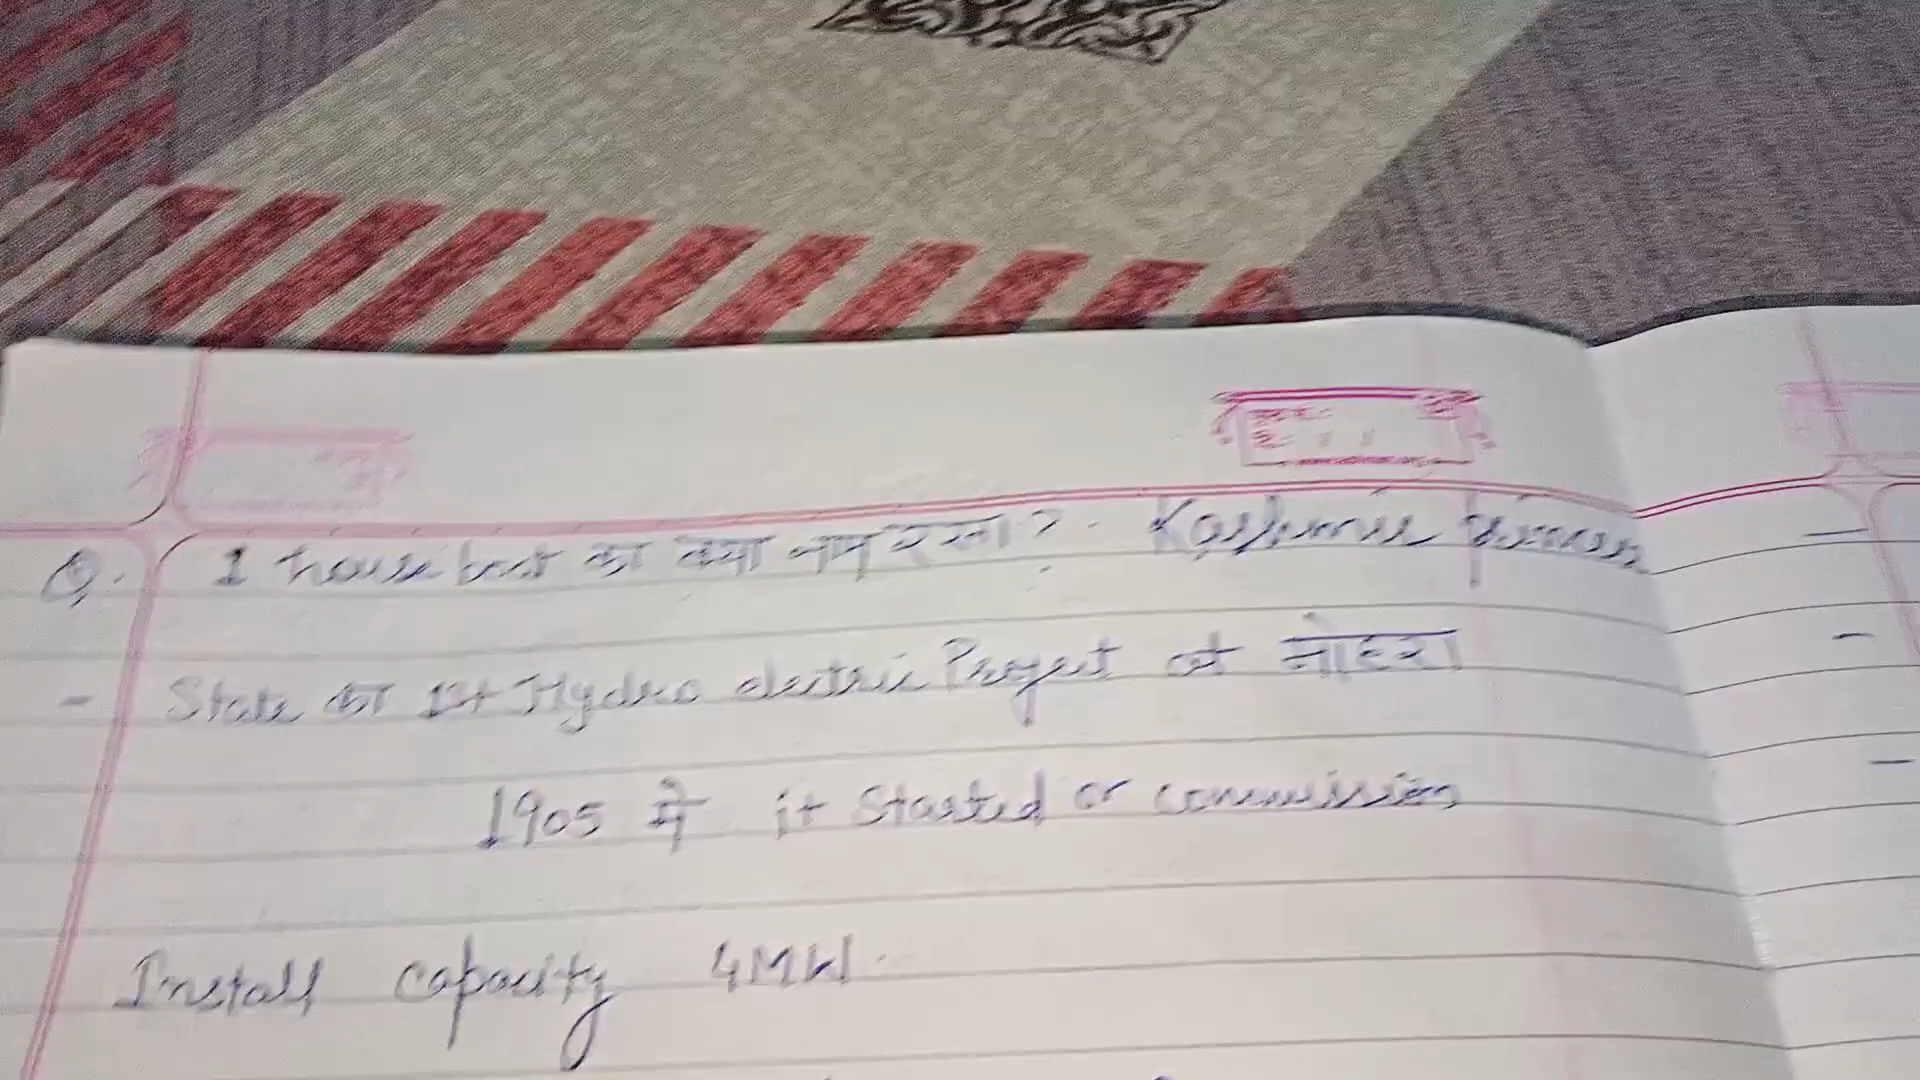 Q. 1 house boat का क्या नाम रखा? Kashmir
- State का 1st Hydro electric Project at मोहरा
1905 में it Started or commission
Install capacity 4MW.